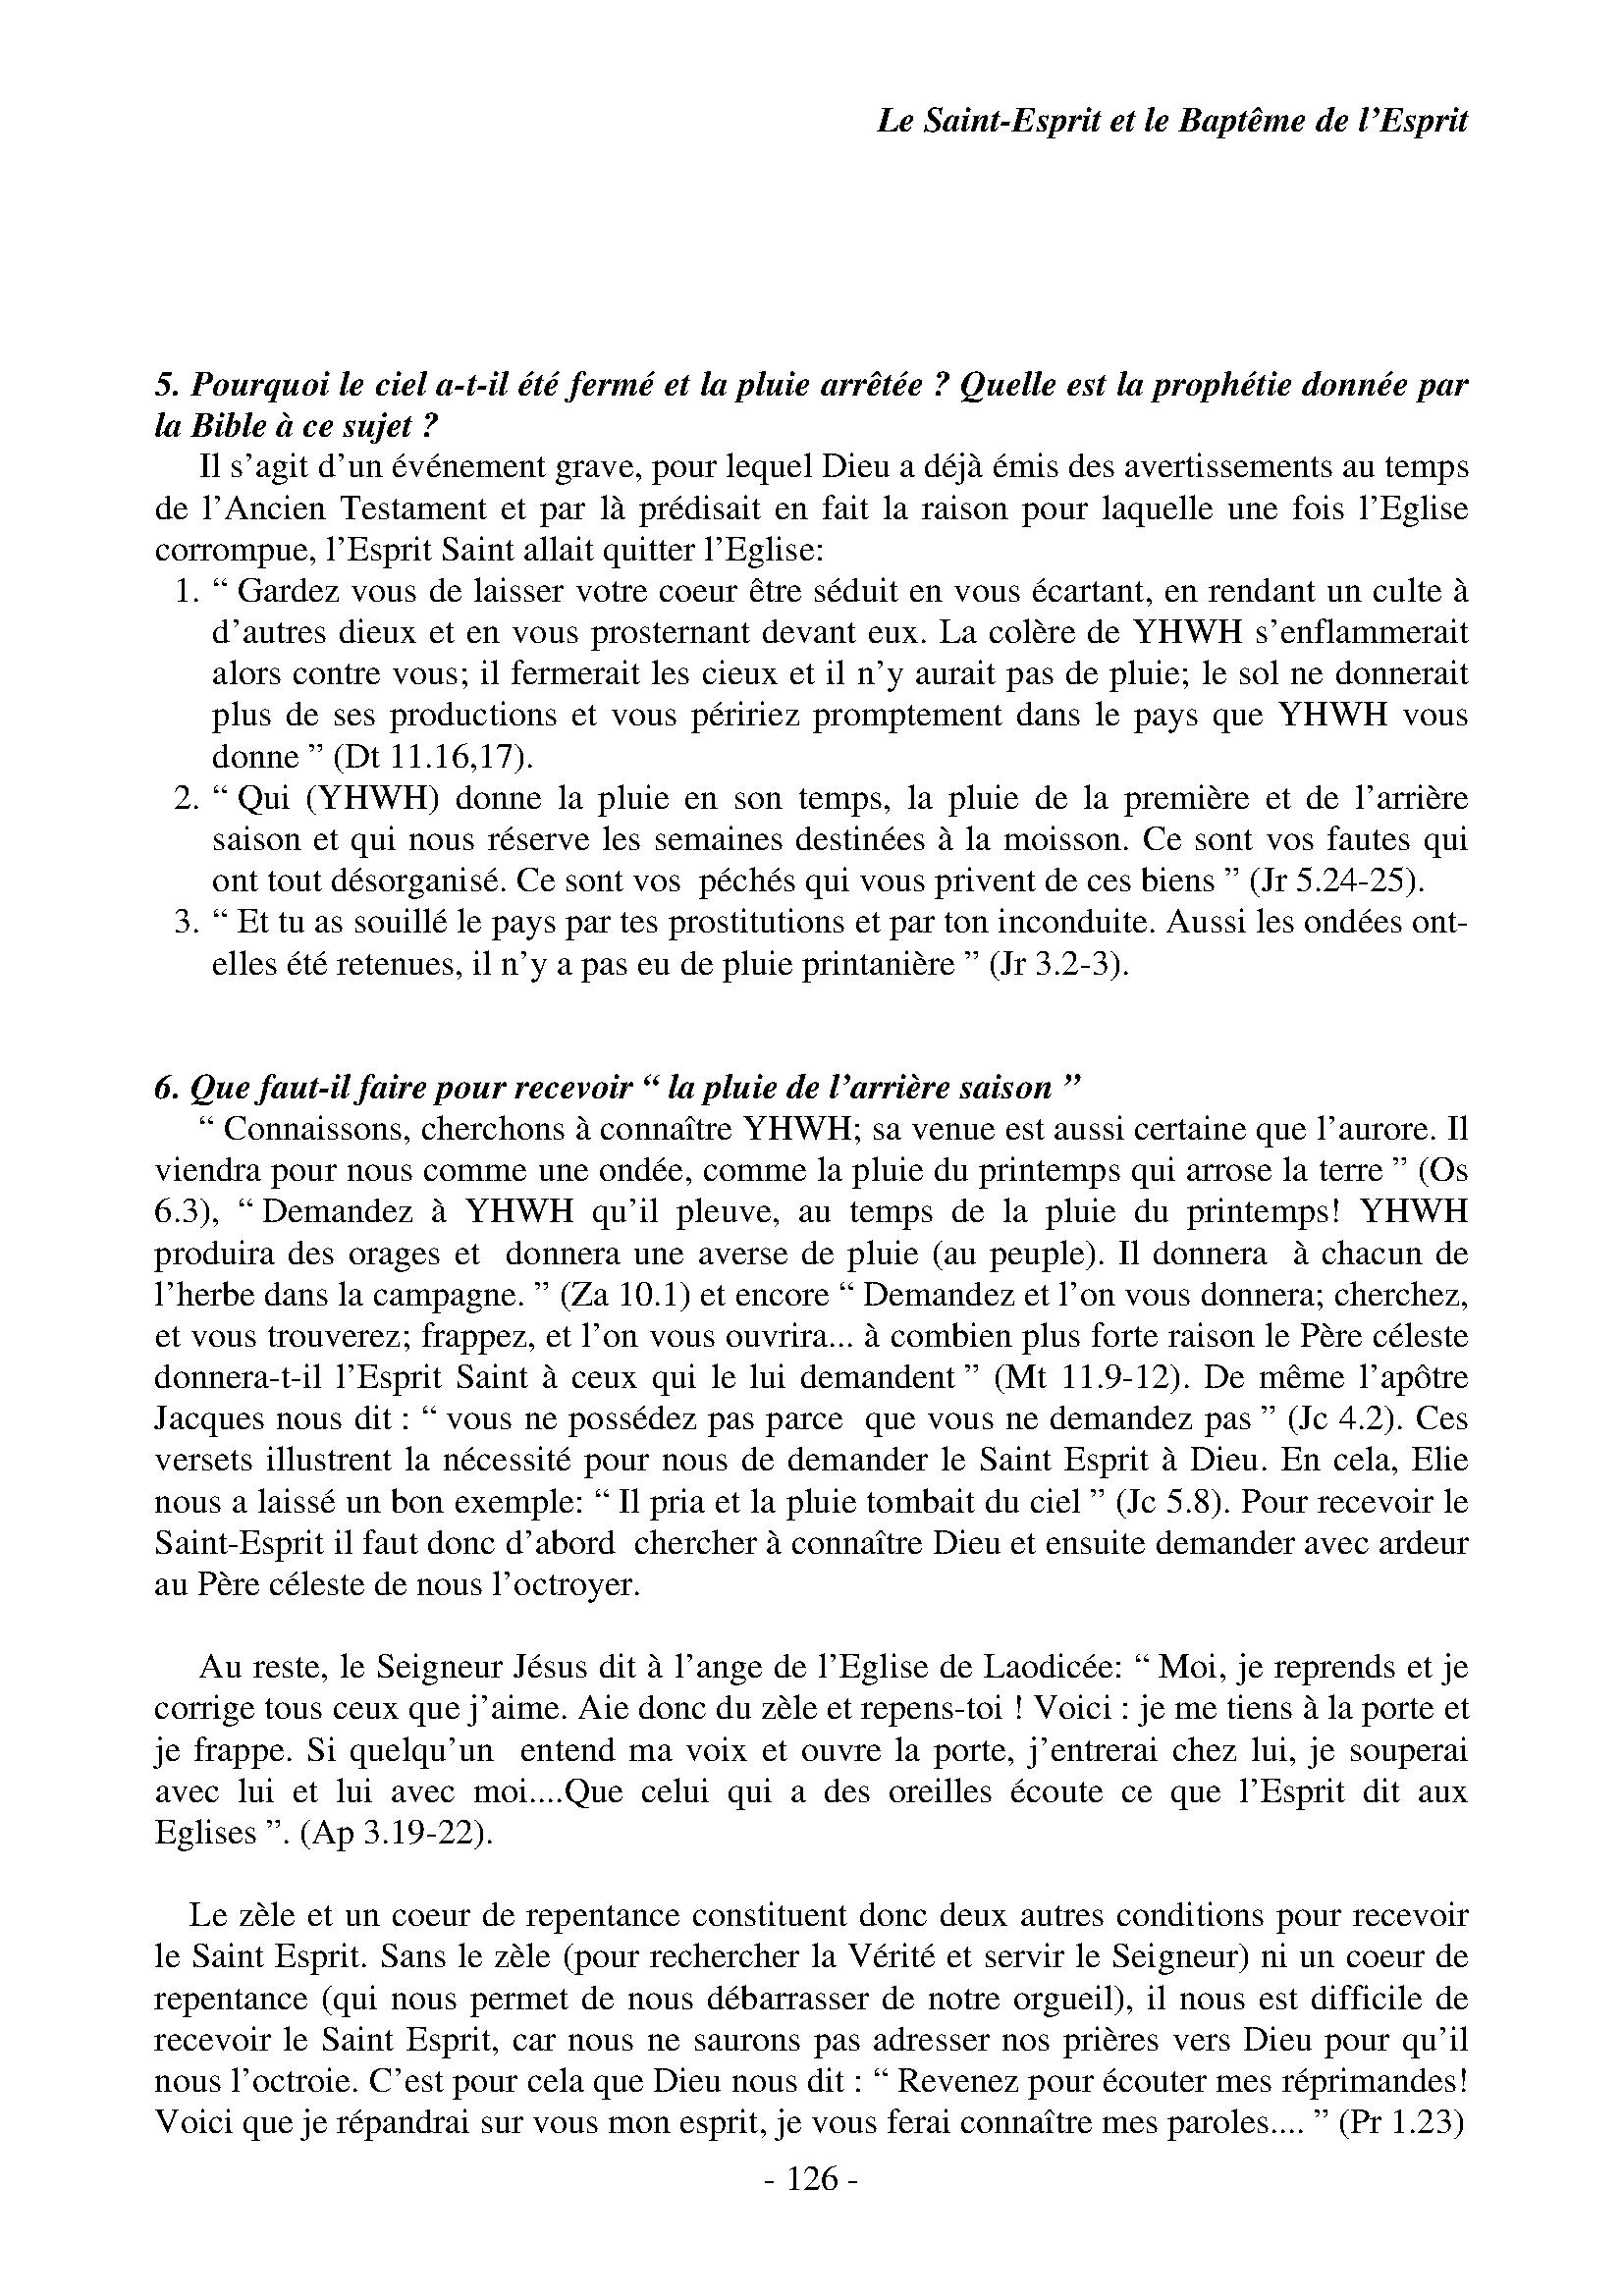 Le Saint-Esprit et le Baptême de l’Esprit
5. Pourquoi le ciel a-t-il été fermé et la pluie arrêtée ? Quelle est la prophétie donnée par
la Bible à ce sujet ?
Il s’agit d’un événement grave, pour lequel Dieu a déjà émis des avertissements au temps
de l’Ancien Testament et par là prédisait en fait la raison pour laquelle une fois l’Eglise
corrompue, l’Esprit Saint allait quitter l’Eglise:
1. “ Gardez vous de laisser votre coeur être séduit en vous écartant, en rendant un culte à
d’autres dieux et en vous prosternant devant eux. La colère de YHWH s’enflammerait
alors contre vous; il fermerait les cieux et il n’y aurait pas de pluie; le sol ne donnerait
plus de ses productions et vous péririez promptement dans le pays que YHWH vous
donne ” (Dt 11.16,17).
2. “ Qui (YHWH) donne la pluie en son temps, la pluie de la première et de l’arrière
saison et qui nous réserve les semaines destinées à la moisson. Ce sont vos fautes qui
ont tout désorganisé. Ce sont vos  péchés qui vous privent de ces biens ” (Jr 5.24-25).
3. “ Et tu as souillé le pays par tes prostitutions et par ton inconduite. Aussi les ondées ont-
elles été retenues, il n’y a pas eu de pluie printanière ” (Jr 3.2-3).
6. Que faut-il faire pour recevoir “ la pluie de l’arrière saison ”
“ Connaissons, cherchons à connaître YHWH; sa venue est aussi certaine que l’aurore. Il
viendra pour nous comme une ondée, comme la pluie du printemps qui arrose la terre ” (Os
6.3), “ Demandez à YHWH qu’il pleuve, au temps de la pluie du printemps! YHWH
produira des orages et  donnera une averse de pluie (au peuple). Il donnera  à chacun de
l’herbe dans la campagne. ” (Za 10.1) et encore “ Demandez et l’on vous donnera; cherchez,
et vous trouverez; frappez, et l’on vous ouvrira... à combien plus forte raison le Père céleste
donnera-t-il l’Esprit Saint à ceux qui le lui demandent ” (Mt 11.9-12). De même l’apôtre
Jacques nous dit : “ vous ne possédez pas parce  que vous ne demandez pas ” (Jc 4.2). Ces
versets illustrent la nécessité pour nous de demander le Saint Esprit à Dieu. En cela, Elie
nous a laissé un bon exemple: “ Il pria et la pluie tombait du ciel ” (Jc 5.8). Pour recevoir le
Saint-Esprit il faut donc d’abord  chercher à connaître Dieu et ensuite demander avec ardeur
au Père céleste de nous l’octroyer.
Au reste, le Seigneur Jésus dit à l’ange de l’Eglise de Laodicée: “ Moi, je reprends et je
corrige tous ceux que j’aime. Aie donc du zèle et repens-toi ! Voici : je me tiens à la porte et
je frappe. Si quelqu’un  entend ma voix et ouvre la porte, j’entrerai chez lui, je souperai
avec lui et lui avec moi....Que celui qui a des oreilles écoute ce que l’Esprit dit aux
Eglises ”. (Ap 3.19-22).
Le zèle et un coeur de repentance constituent donc deux autres conditions pour recevoir
le Saint Esprit. Sans le zèle (pour rechercher la Vérité et servir le Seigneur) ni un coeur de
repentance (qui nous permet de nous débarrasser de notre orgueil), il nous est difficile de
recevoir le Saint Esprit, car nous ne saurons pas adresser nos prières vers Dieu pour qu’il
nous l’octroie. C’est pour cela que Dieu nous dit : “ Revenez pour écouter mes réprimandes!
Voici que je répandrai sur vous mon esprit, je vous ferai connaître mes paroles.... ” (Pr 1.23)
- 126 -